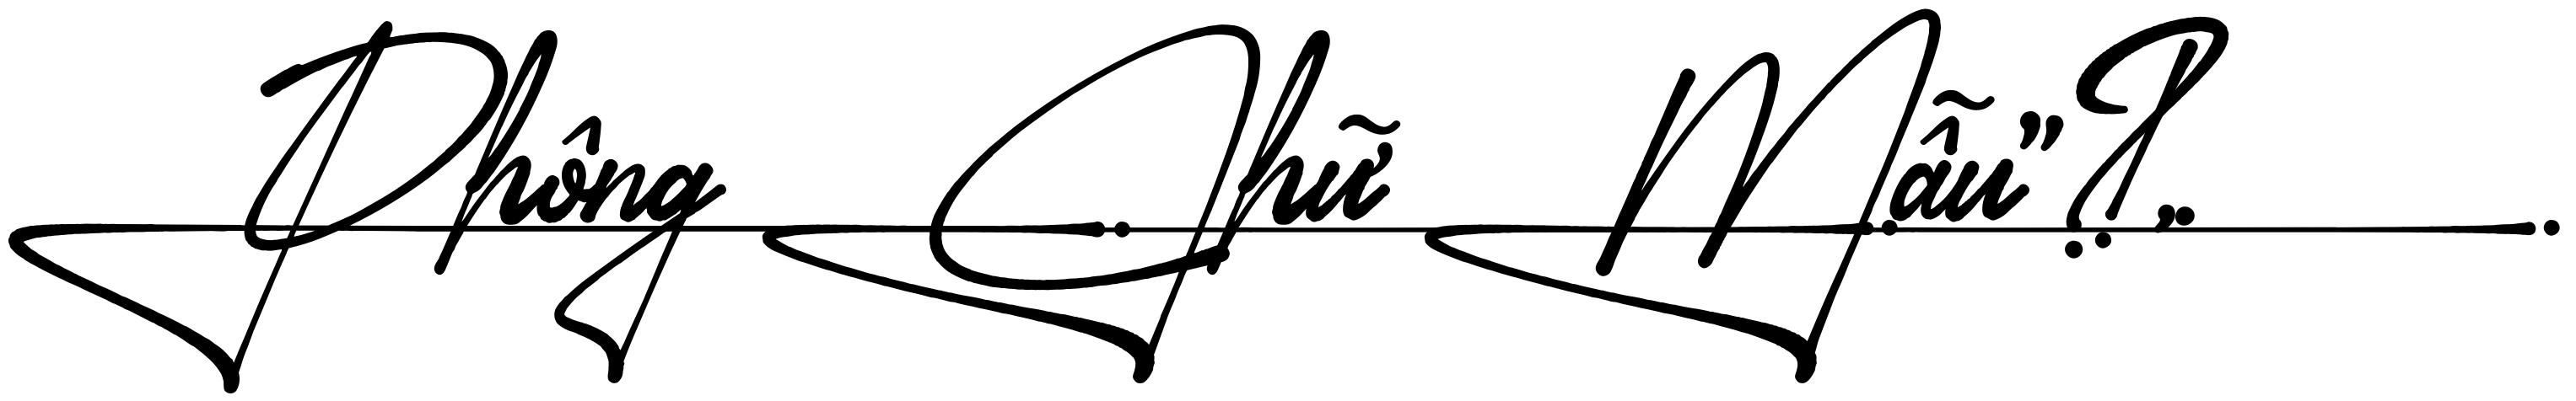 Phông Chữ Mẫu”?.,.